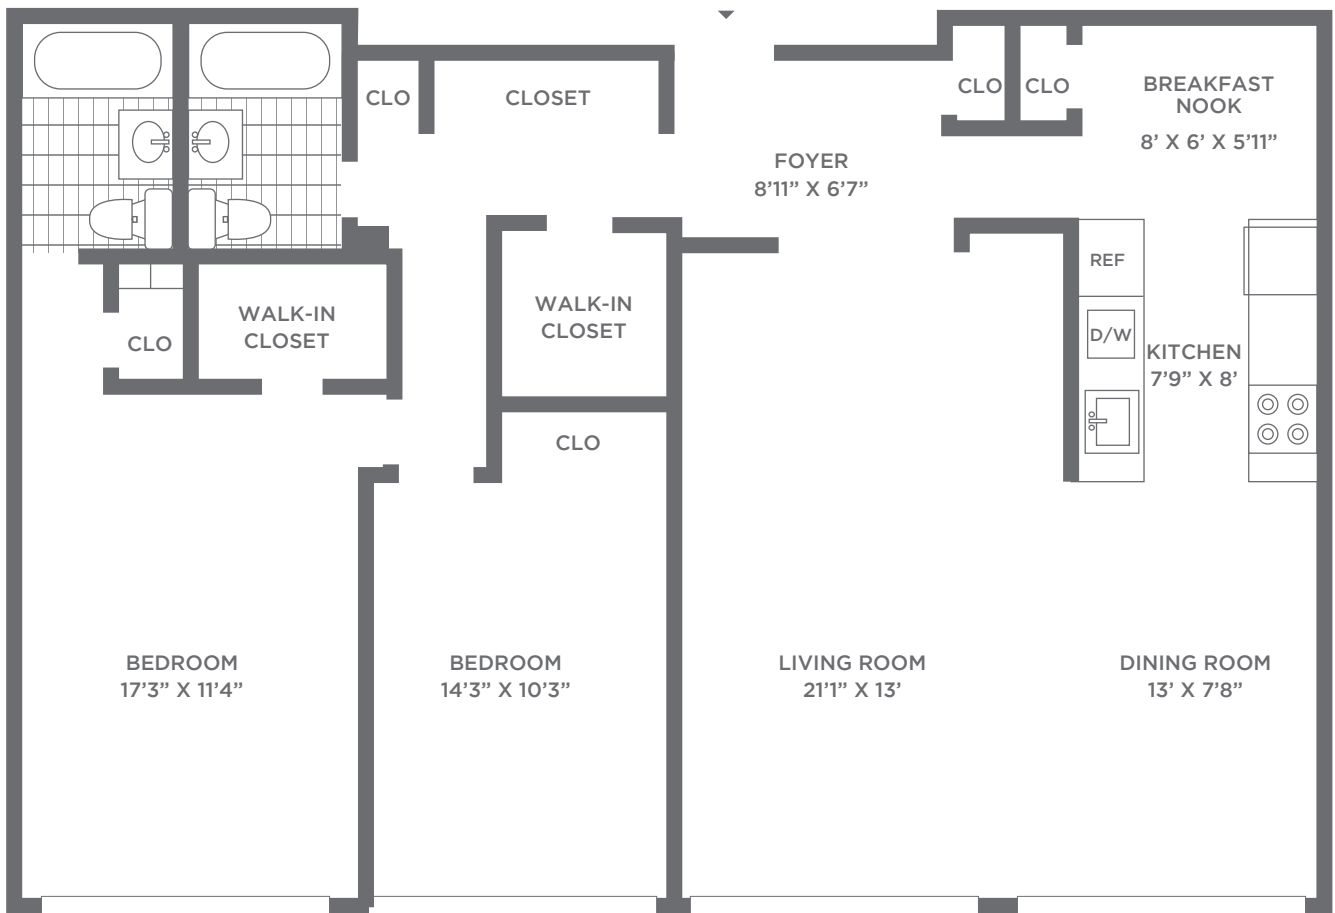 CLO
CLOSET
CLO
CLO
BREAKFAST
NOOK
8’ X 6’ X 5’11”
FOYER
8’11” X 6’7”
REF
D/W
KITCHEN
7’9” X 8’
WALK-IN
CLOSET
CLO
WALK-IN
CLOSET
CLO
BEDROOM
17’3” X 11’4”
BEDROOM
14’3” X 10’3”
LIVING ROOM
21’1” X 13’
DINING ROOM
13’ X 7’8”